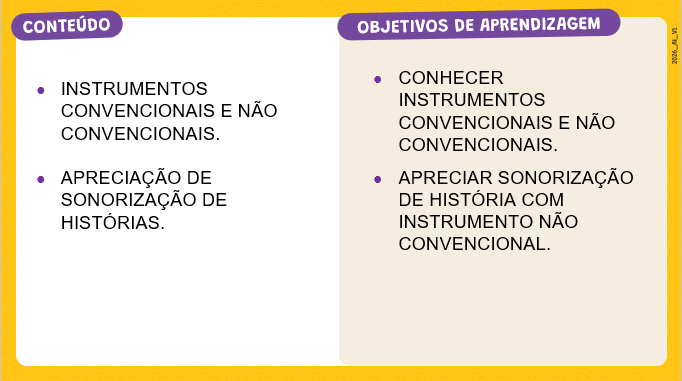 CONTEÚDO
INSTRUMENTOS
CONVENCIONAIS E NÃO
CONVENCIONAIS.
APRECIAÇÃO DE
SONORIZAÇÃO DE
HISTÓRIAS.
OBJETIVOS DE APRENDIZAGEM
CONHECER
INSTRUMENTOS
CONVENCIONAIS E NÃO
CONVENCIONAIS.
APRECIAR SONORIZAÇÃO
DE HISTÓRIA COM
INSTRUMENTO NÃO
CONVENCIONAL.
2026_AI_V1